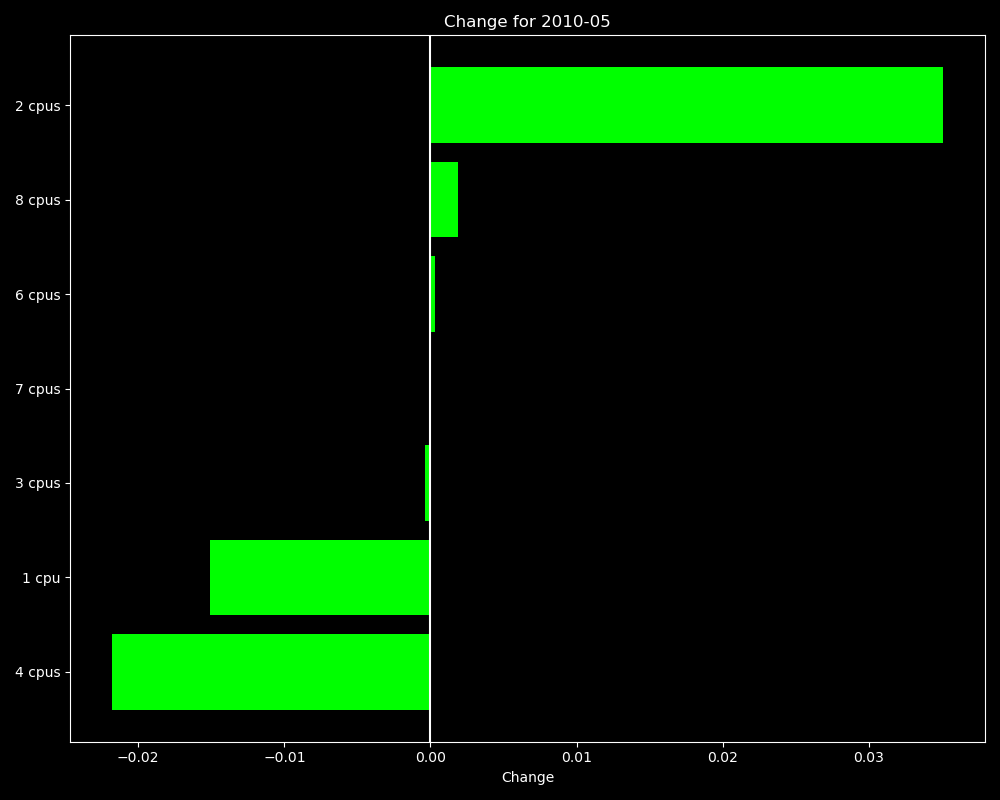 Change for 2010-05
2 cpus
8 cpus
6 cpus
7 cpus
3 cpus
1 cpu
4 cpus
−0.02 −0.01 0.00 0.01 0.02 0.03
Change